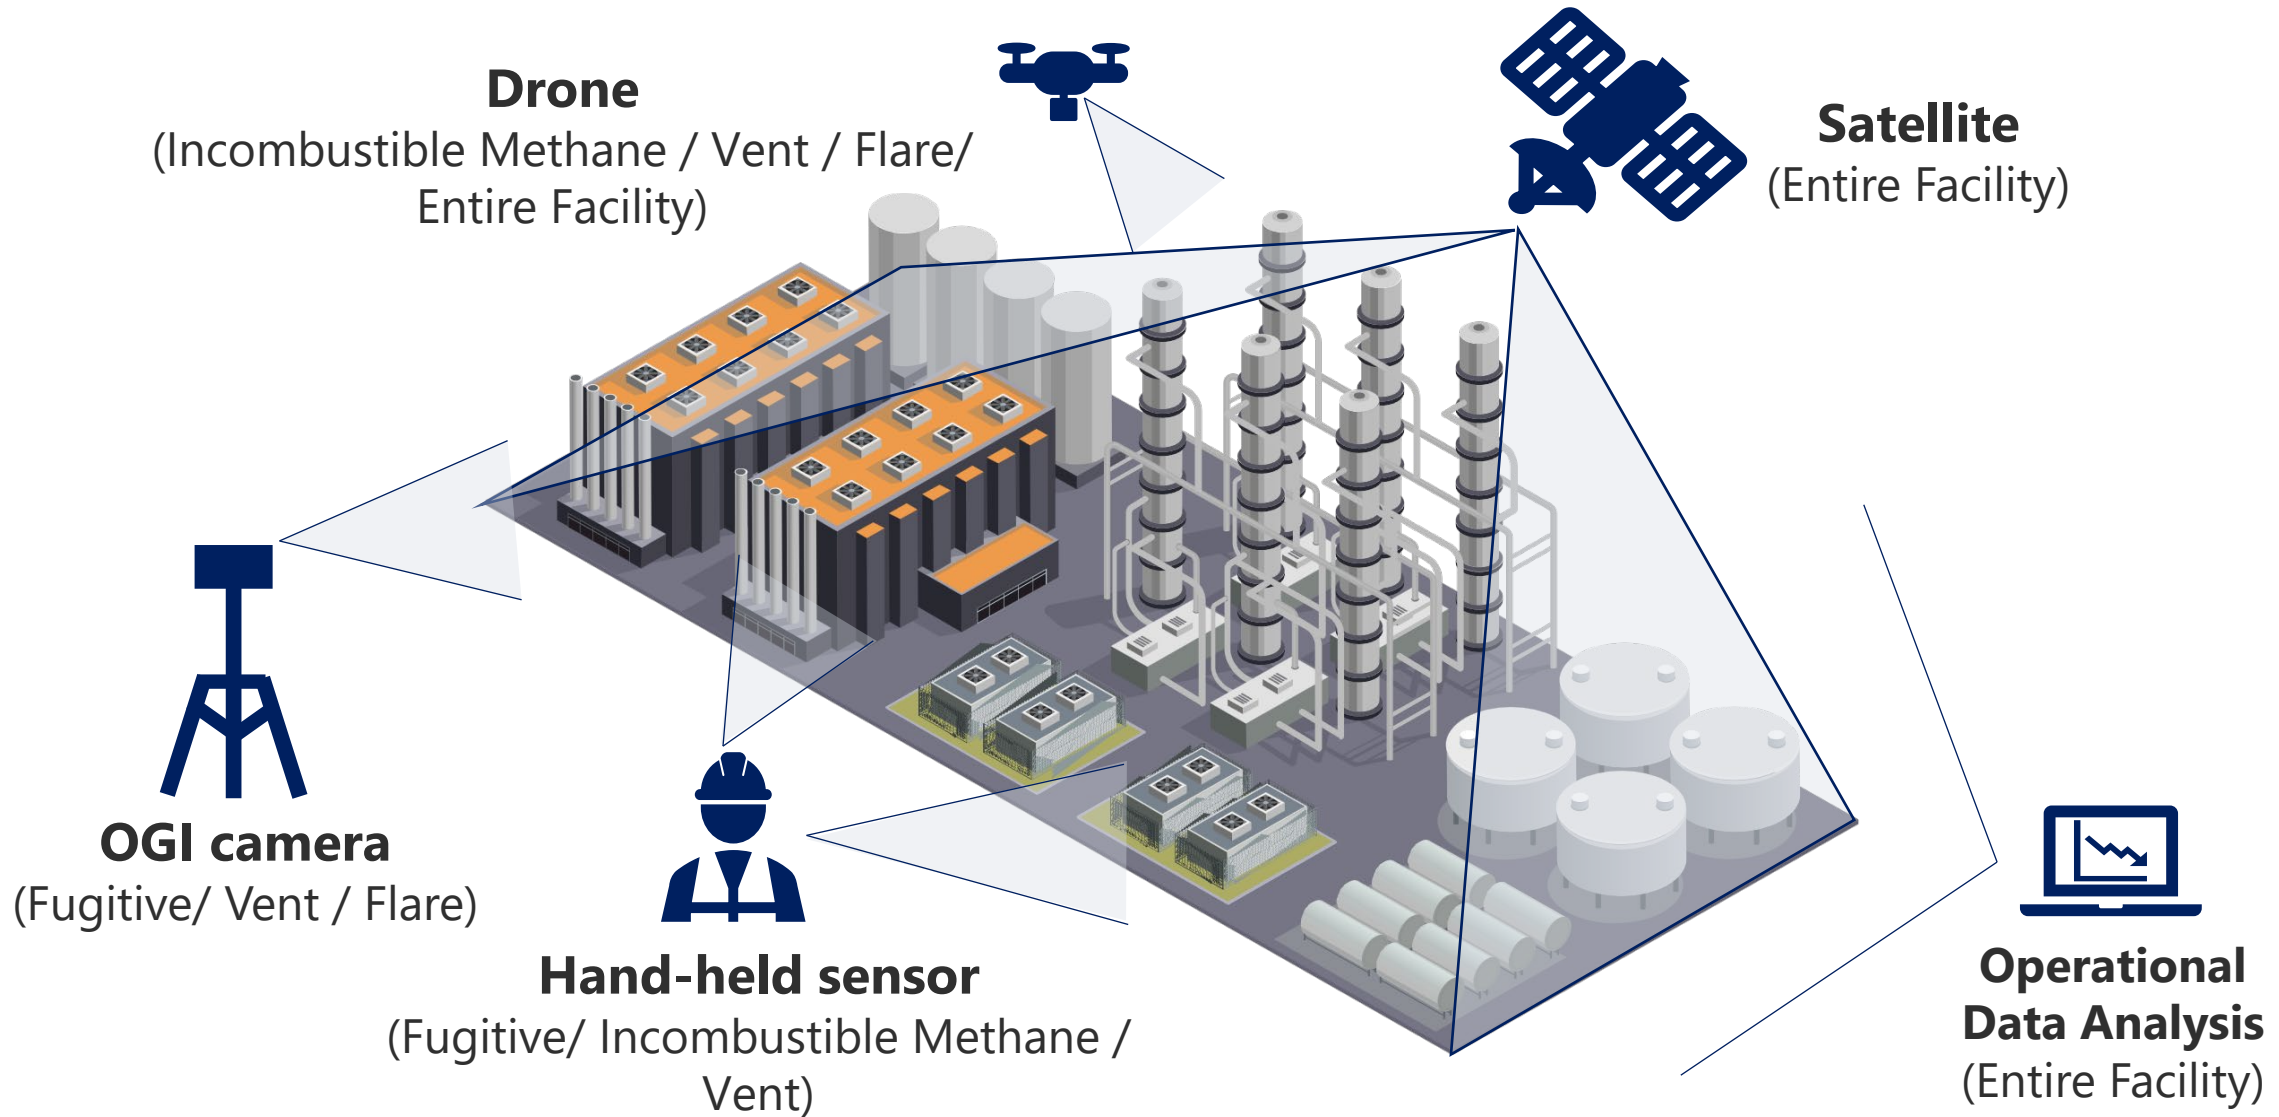 Drone
(Incombustible Methane / Vent / Flare/
Entire Facility)
Satellite
(Entire Facility)
OGI camera
(Fugitive/ Vent / Flare)
Hand-held sensor
(Fugitive/ Incombustible Methane /
Vent)
Operational
Data Analysis
(Entire Facility)